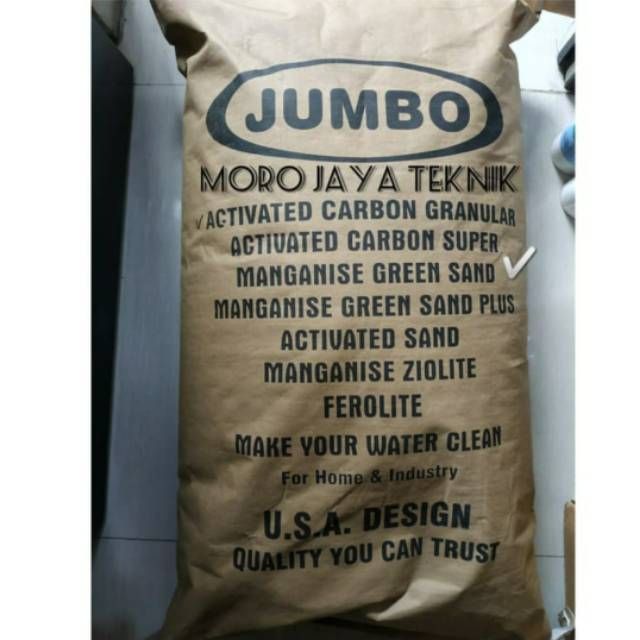 JUMBO
MORO JAYA TEKNIK
✓ ACTIVATED CARBON GRANULAR
ACTIVATED CARBON SUPER
MANGANISE GREEN SAND ✓
MANGANISE GREEN SAND PLUS
ACTIVATED SAND
MANGANISE ZIOLITE
FEROLITE
MAKE YOUR WATER CLEAN
For Home & Industry
U.S.A. DESIGN
QUALITY YOU CAN TRUST